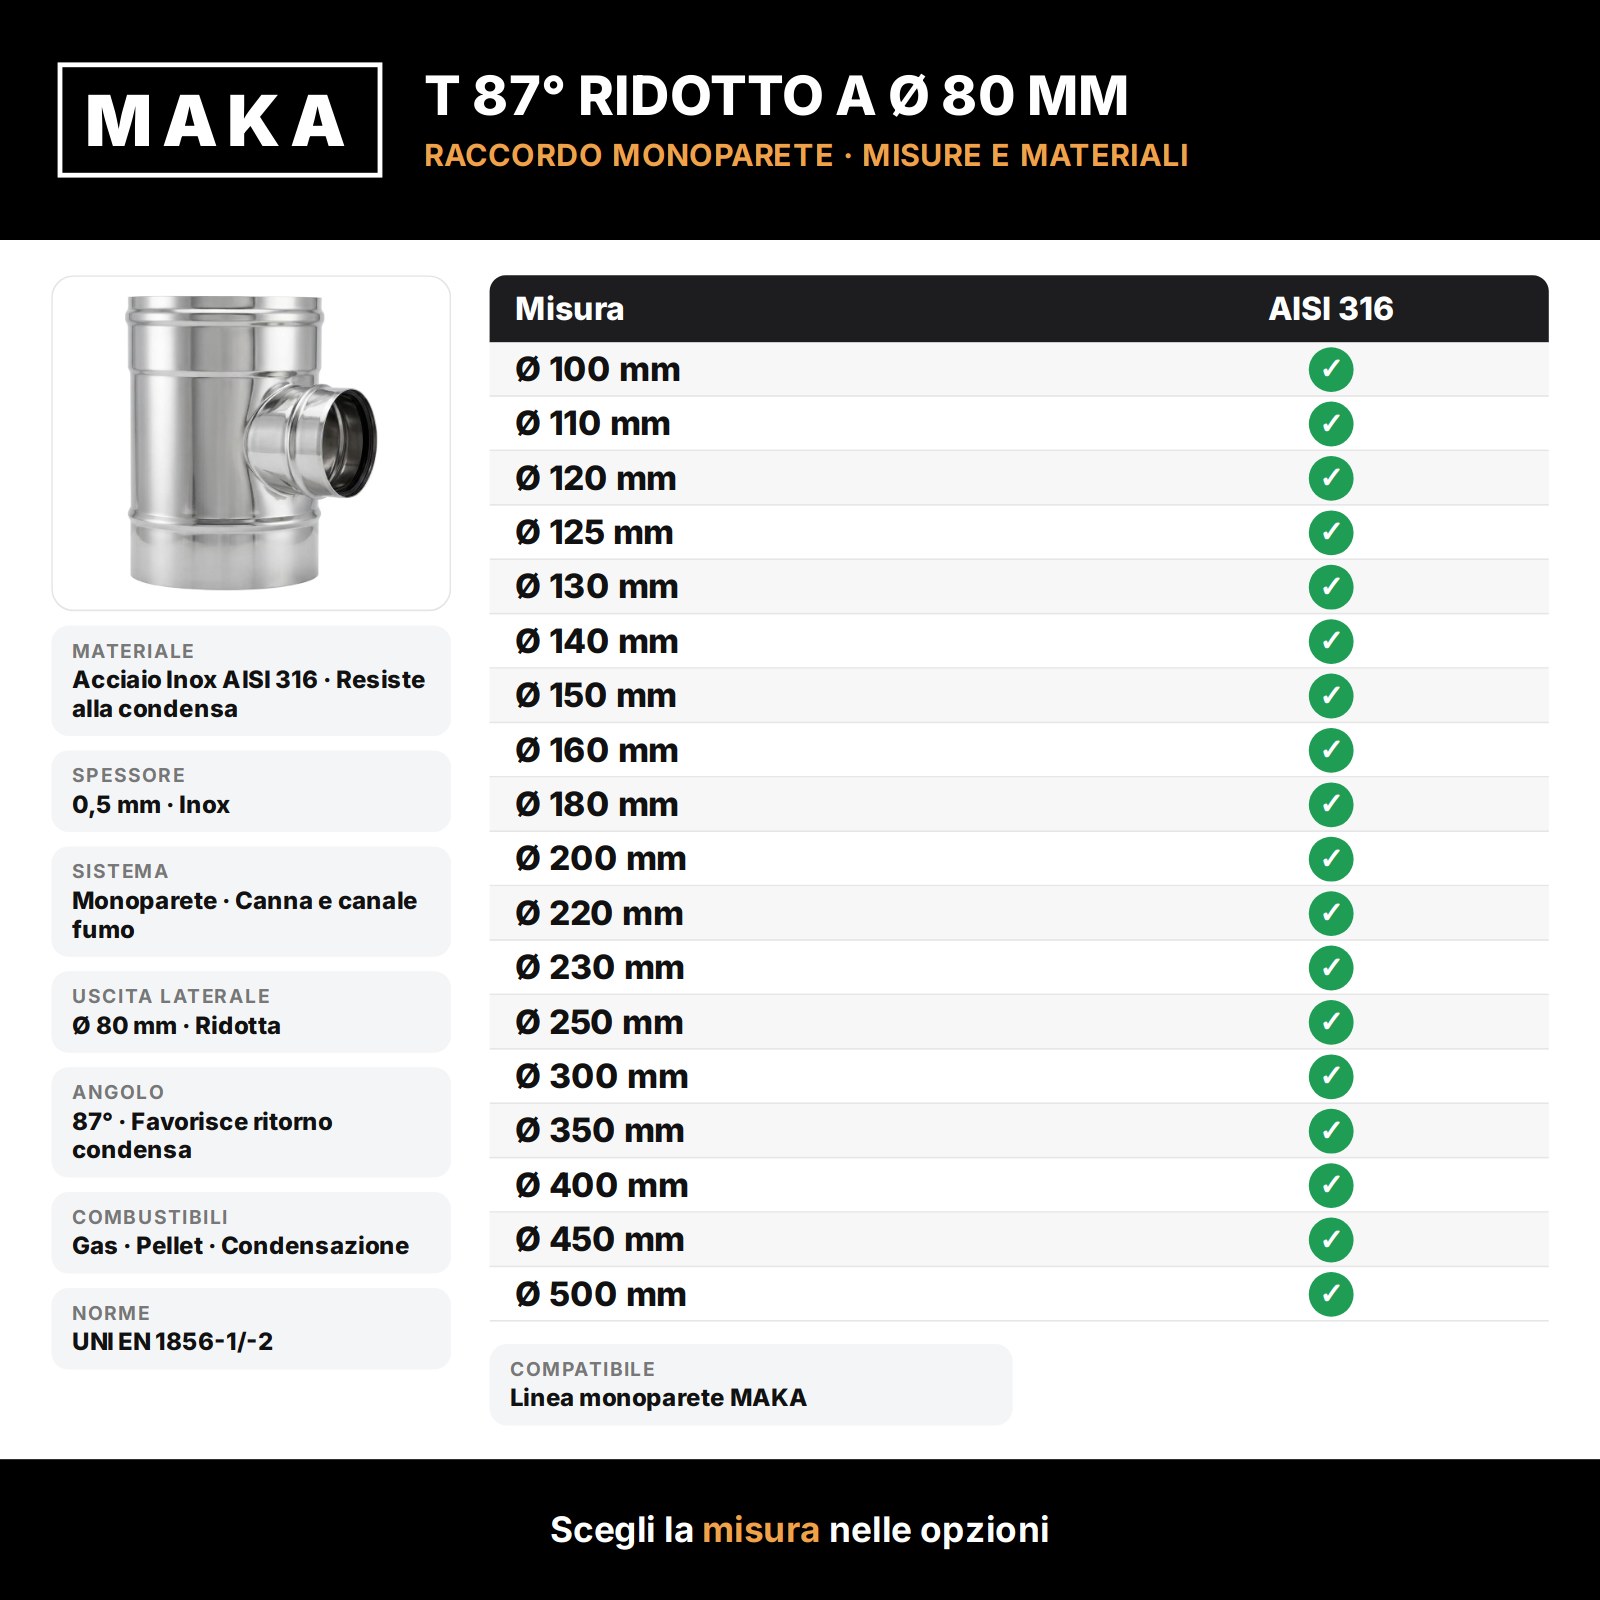 MAKA
T 87° RIDOTTO A Ø 80 MM
RACCORDO MONOPARETE · MISURE E MATERIALI
MATERIALE
Acciaio Inox AISI 316 · Resiste
alla condensa
SPESSORE
0,5 mm · Inox
SISTEMA
Monoparete · Canna e canale
fumo
USCITA LATERALE
Ø 80 mm · Ridotta
ANGOLO
87° · Favorisce ritorno
condensa
COMBUSTIBILI
Gas · Pellet · Condensazione
NORME
UNI EN 1856-1/-2
Misura AISI 316
Ø 100 mm ✓
Ø 110 mm ✓
Ø 120 mm ✓
Ø 125 mm ✓
Ø 130 mm ✓
Ø 140 mm ✓
Ø 150 mm ✓
Ø 160 mm ✓
Ø 180 mm ✓
Ø 200 mm ✓
Ø 220 mm ✓
Ø 230 mm ✓
Ø 250 mm ✓
Ø 300 mm ✓
Ø 350 mm ✓
Ø 400 mm ✓
Ø 450 mm ✓
Ø 500 mm ✓
COMPATIBILE
Linea monoparete MAKA
Scegli la misura nelle opzioni